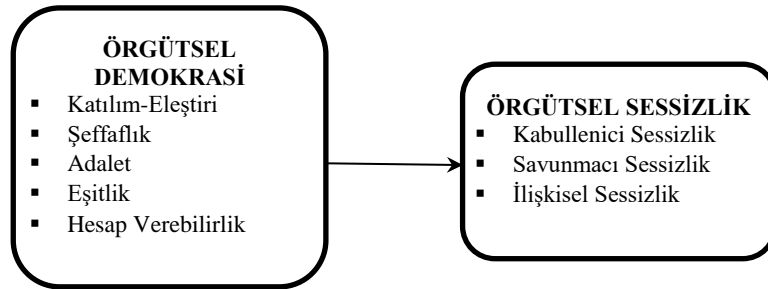 ÖRGÜTSEL
DEMOKRASİ
▪ Katılım-Eleştiri
▪ Şeffaflık
▪ Adalet
▪ Eşitlik
▪ Hesap Verebilirlik
ÖRGÜTSEL SESSİZLİK
▪ Kabullenici Sessizlik
▪ Savunmacı Sessizlik
▪ İlişkisel Sessizlik